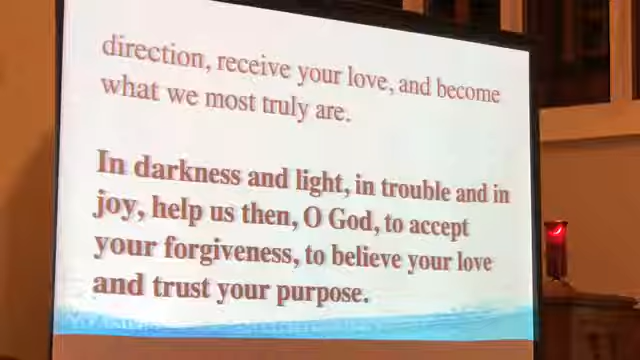 direction, receive your love, and become
what we most truly are.
In darkness and light, in trouble and in
joy, help us then, O God, to accept
your forgiveness, to believe your love
and trust your purpose.